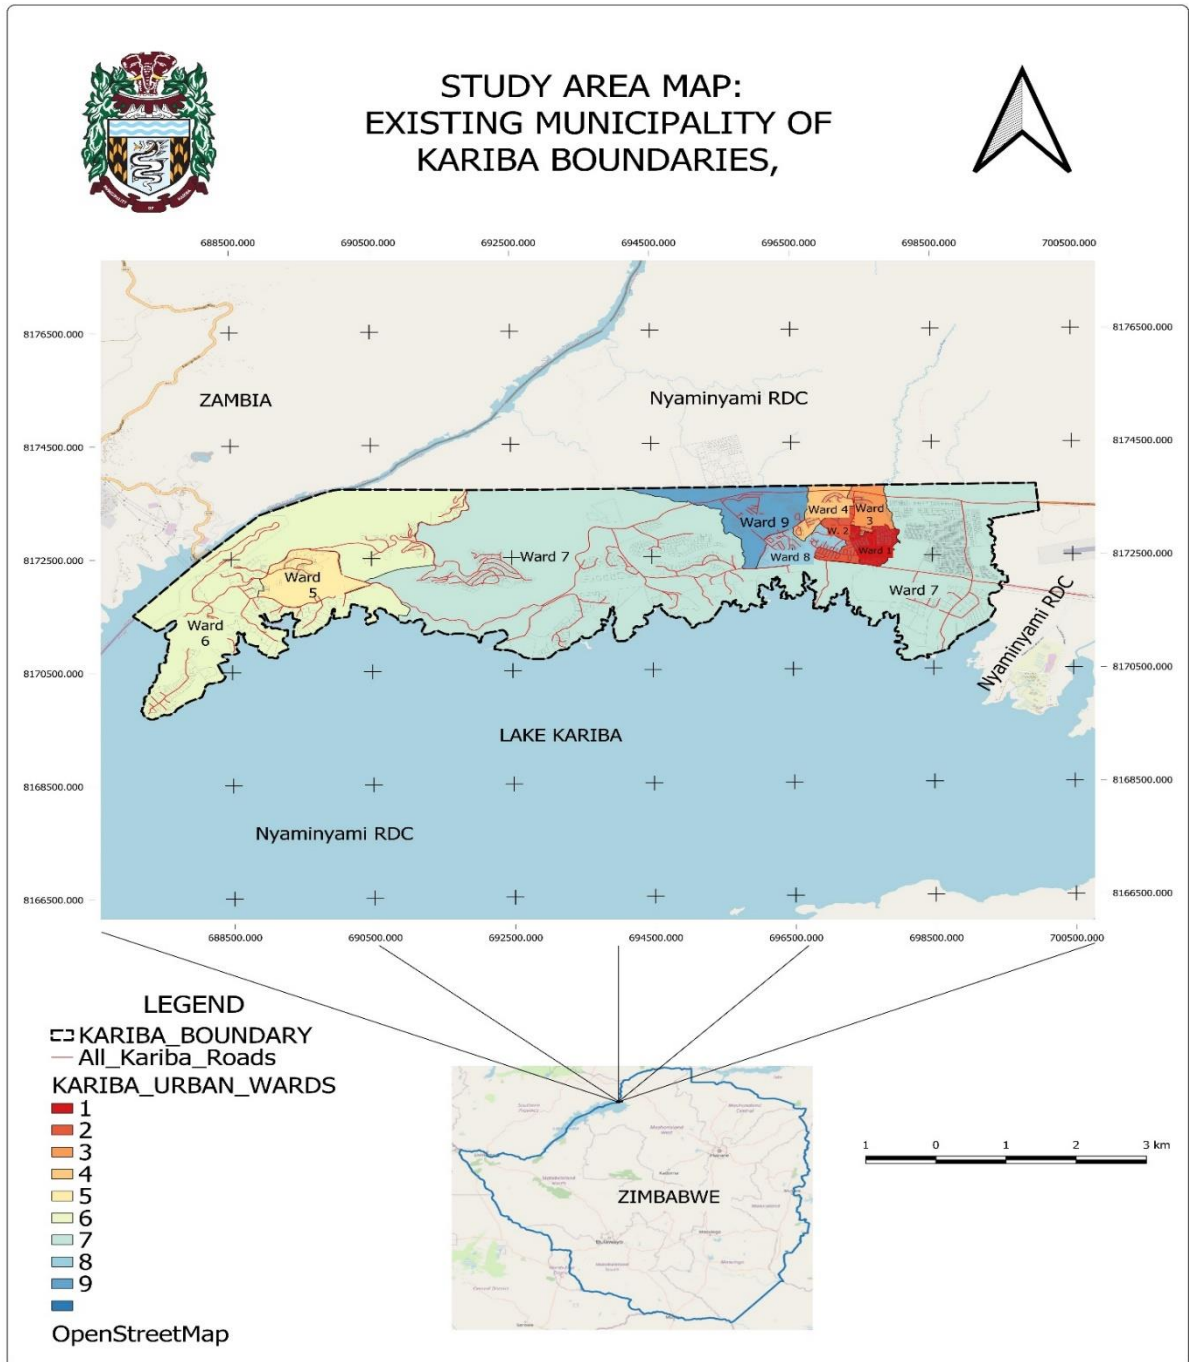 STUDY AREA MAP:
EXISTING MUNICIPALITY OF
KARIBA BOUNDARIES,
MUNICIPALITY OF KARIBA
688500.000 690500.000 692500.000 694500.000 696500.000 698500.000 700500.000
8176500.000 8176500.000
ZAMBIA Nyaminyami RDC
8174500.000 8174500.000
Ward 4 Ward
3
Ward 9 W. 2
8172500.000 Ward 7 Ward 8 Ward 1 8172500.000
Ward
5
Ward 7
Ward
6
Nyaminyami RDC
8170500.000 8170500.000
LAKE KARIBA
8168500.000 8168500.000
Nyaminyami RDC
8166500.000 8166500.000
688500.000 690500.000 692500.000 694500.000 696500.000 698500.000 700500.000
LEGEND
KARIBA_BOUNDARY
All_Kariba_Roads
KARIBA_URBAN_WARDS
1
2
3
4
5
6
7
8
9
OpenStreetMap
ZIMBABWE
Bulawayo
1 0 1 2 3 km